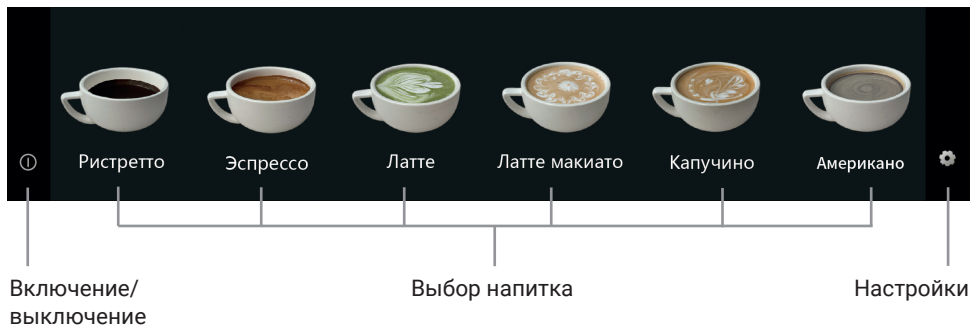 Ристретто
Эспрессо
Латте
Латте макиато
Капучино
Американо
Включение/
выключение
Выбор напитка
Настройки